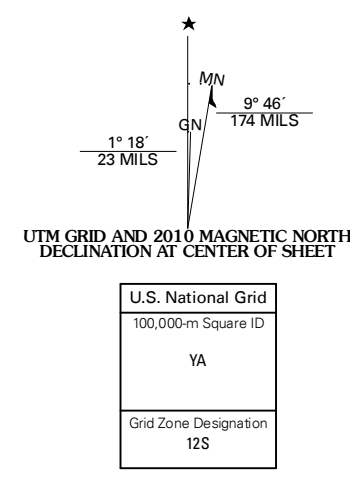 ★
MN
GN
9° 46´
174 MILS
1° 18´
23 MILS
UTM GRID AND 2010 MAGNETIC NORTH
DECLINATION AT CENTER OF SHEET
U.S. National Grid
100,000-m Square ID
YA
Grid Zone Designation
12S